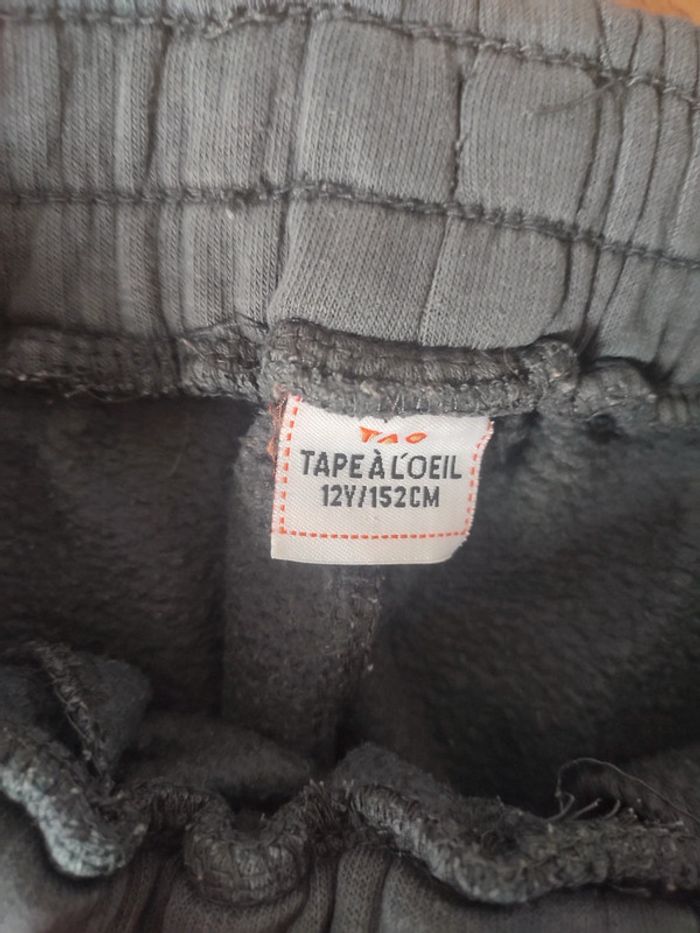 TAO
TAPE À L'OEIL
12Y/152CM